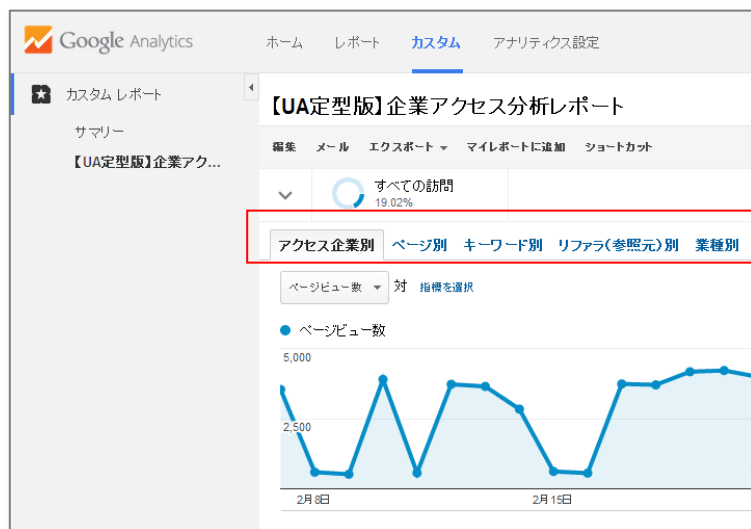 Google Analytics
ホーム レポート カスタム アナリティクス設定
カスタム レポート
サマリー
【UA定型版】企業アク...
【UA定型版】企業アクセス分析レポート
編集 メール エクスポート マイレポートに追加 ショートカット
すべての訪問
19.02%
アクセス企業別 ページ別 キーワード別 リファラ(参照元)別 業種別
ページビュー数 対 指標を選択
ページビュー数
5,000
2,500
2月8日 2月15日